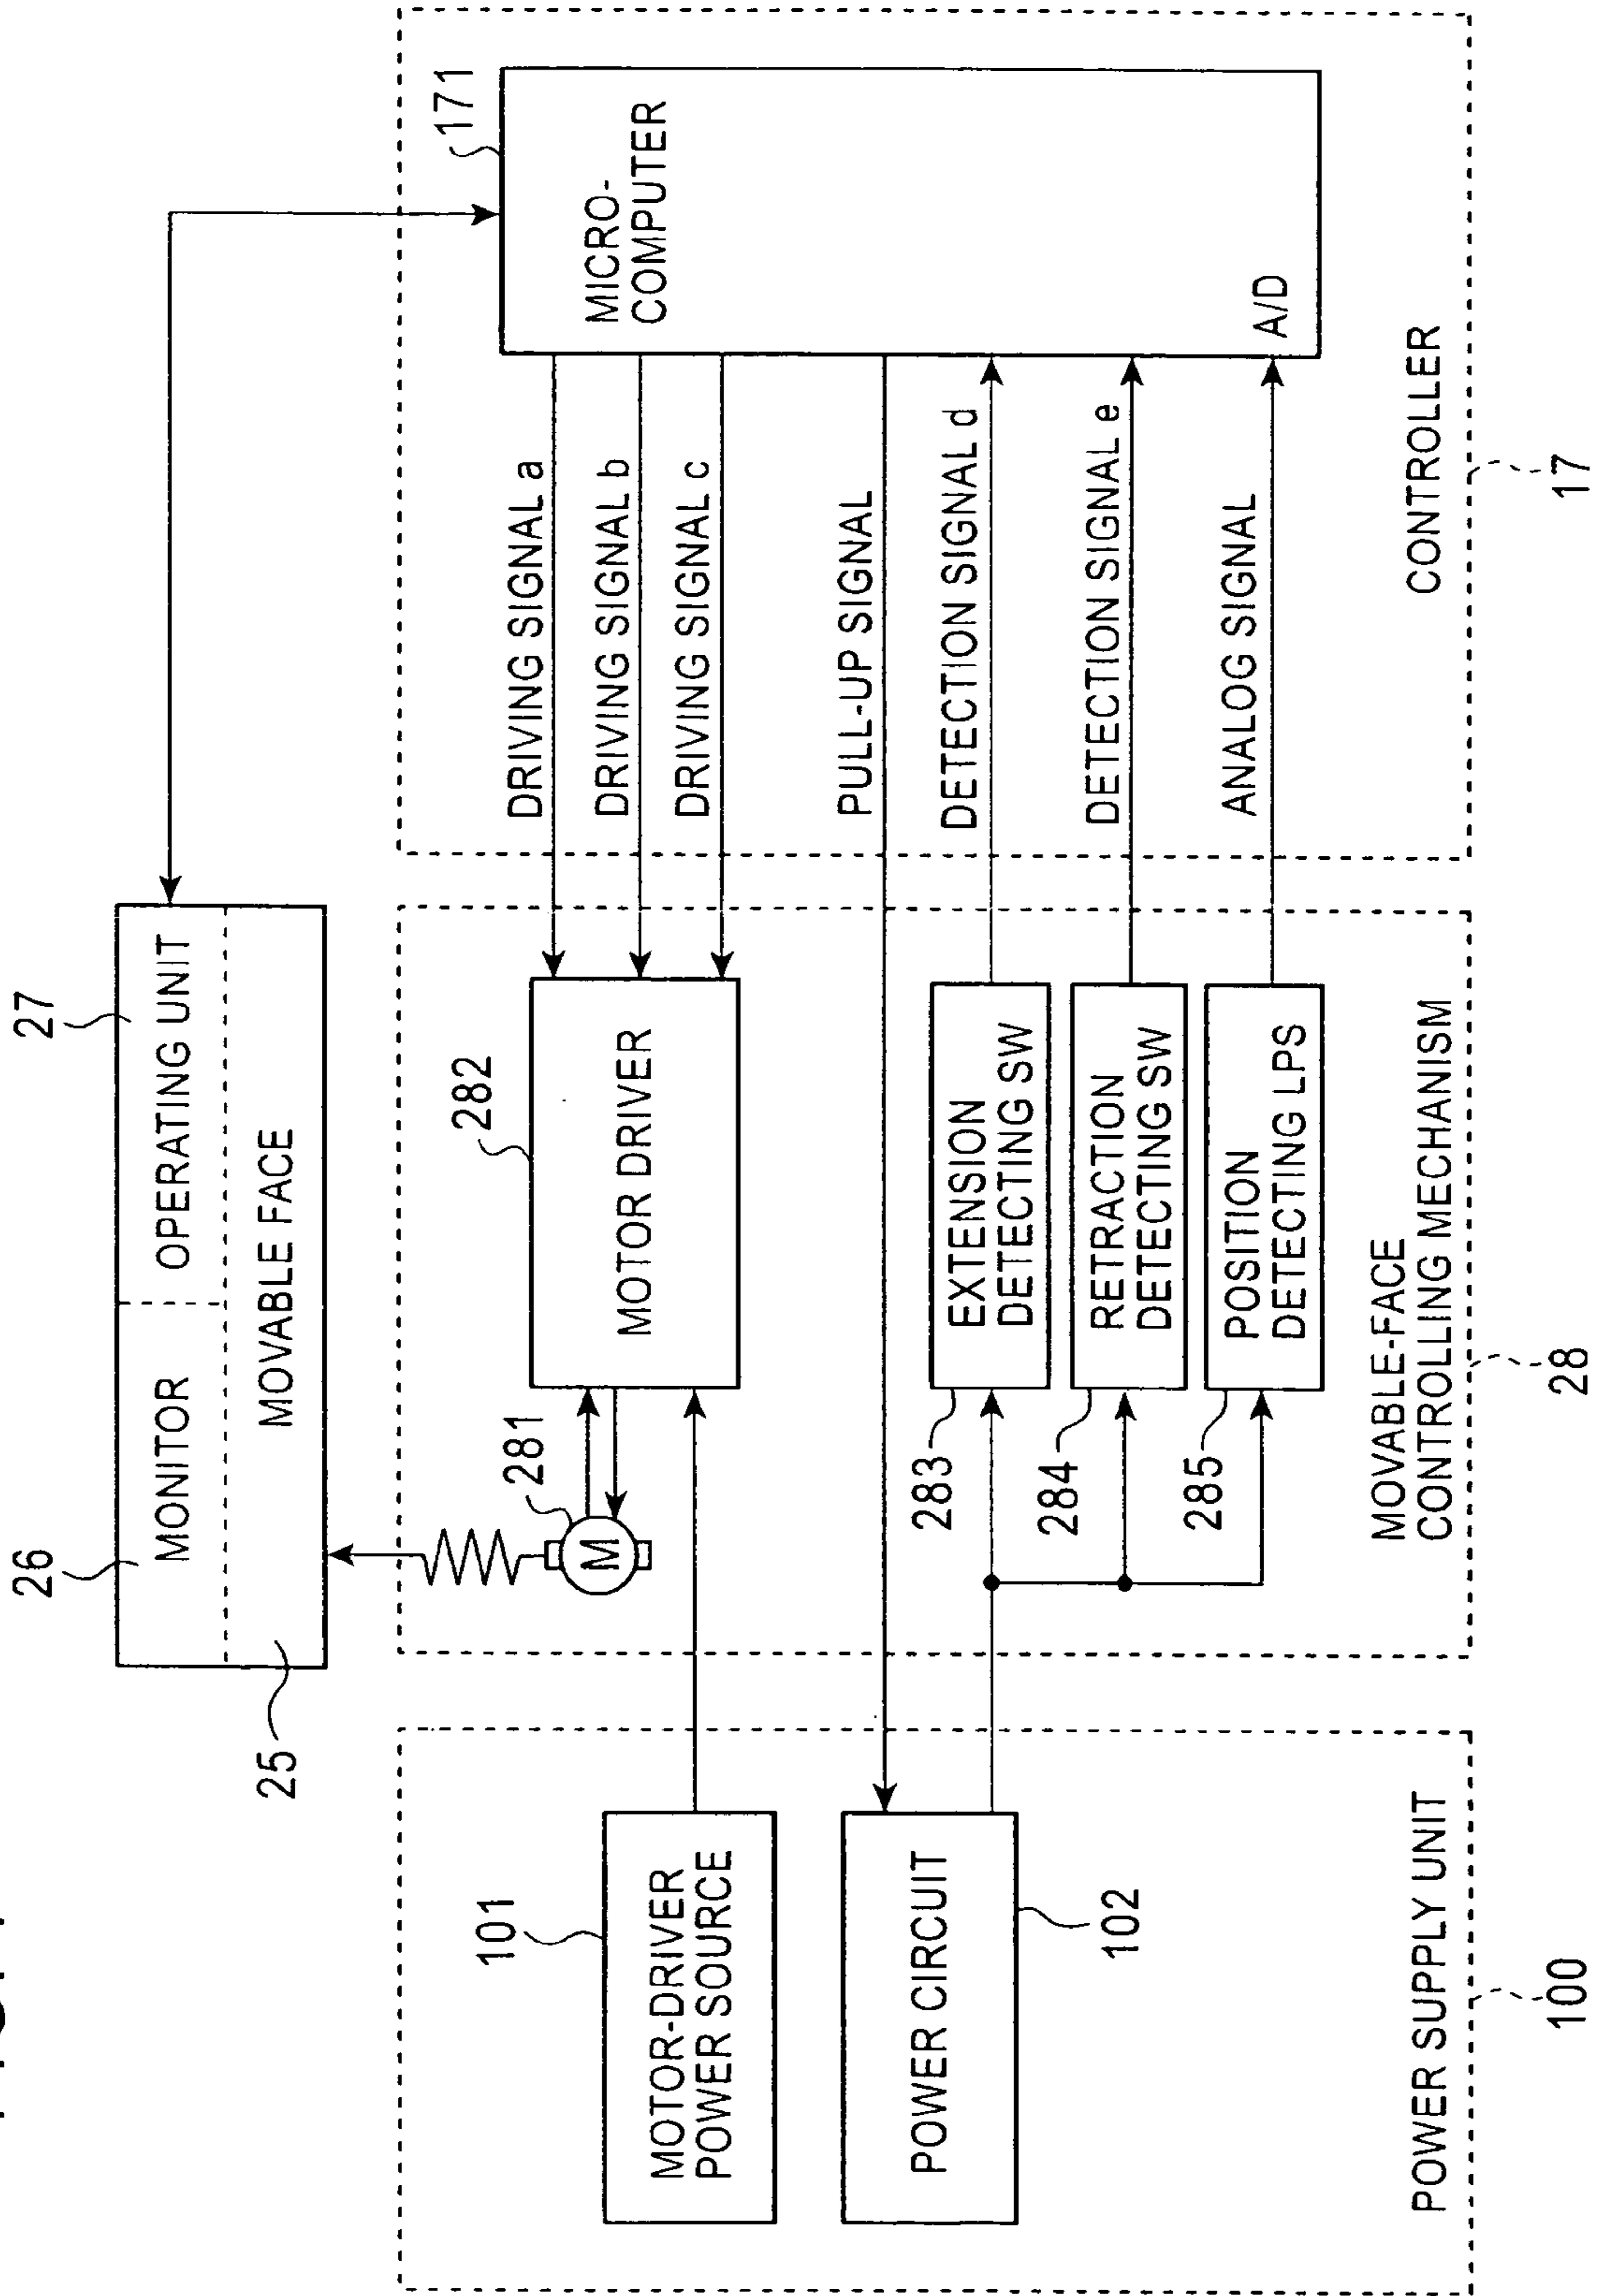 26
27
MONITOR
OPERATING UNIT
MOVABLE FACE
25
171
MICRO-
COMPUTER
A/D
DRIVING SIGNAL a
DRIVING SIGNAL b
DRIVING SIGNAL c
PULL-UP SIGNAL
DETECTION SIGNAL d
DETECTION SIGNAL e
ANALOG SIGNAL
CONTROLLER
17
282
MOTOR DRIVER
281
M
283
EXTENSION
DETECTING SW
284
RETRACTION
DETECTING SW
285
POSITION
DETECTING LPS
MOVABLE-FACE
CONTROLLING MECHANISM
28
101
MOTOR-DRIVER
POWER SOURCE
POWER CIRCUIT
102
POWER SUPPLY UNIT
100